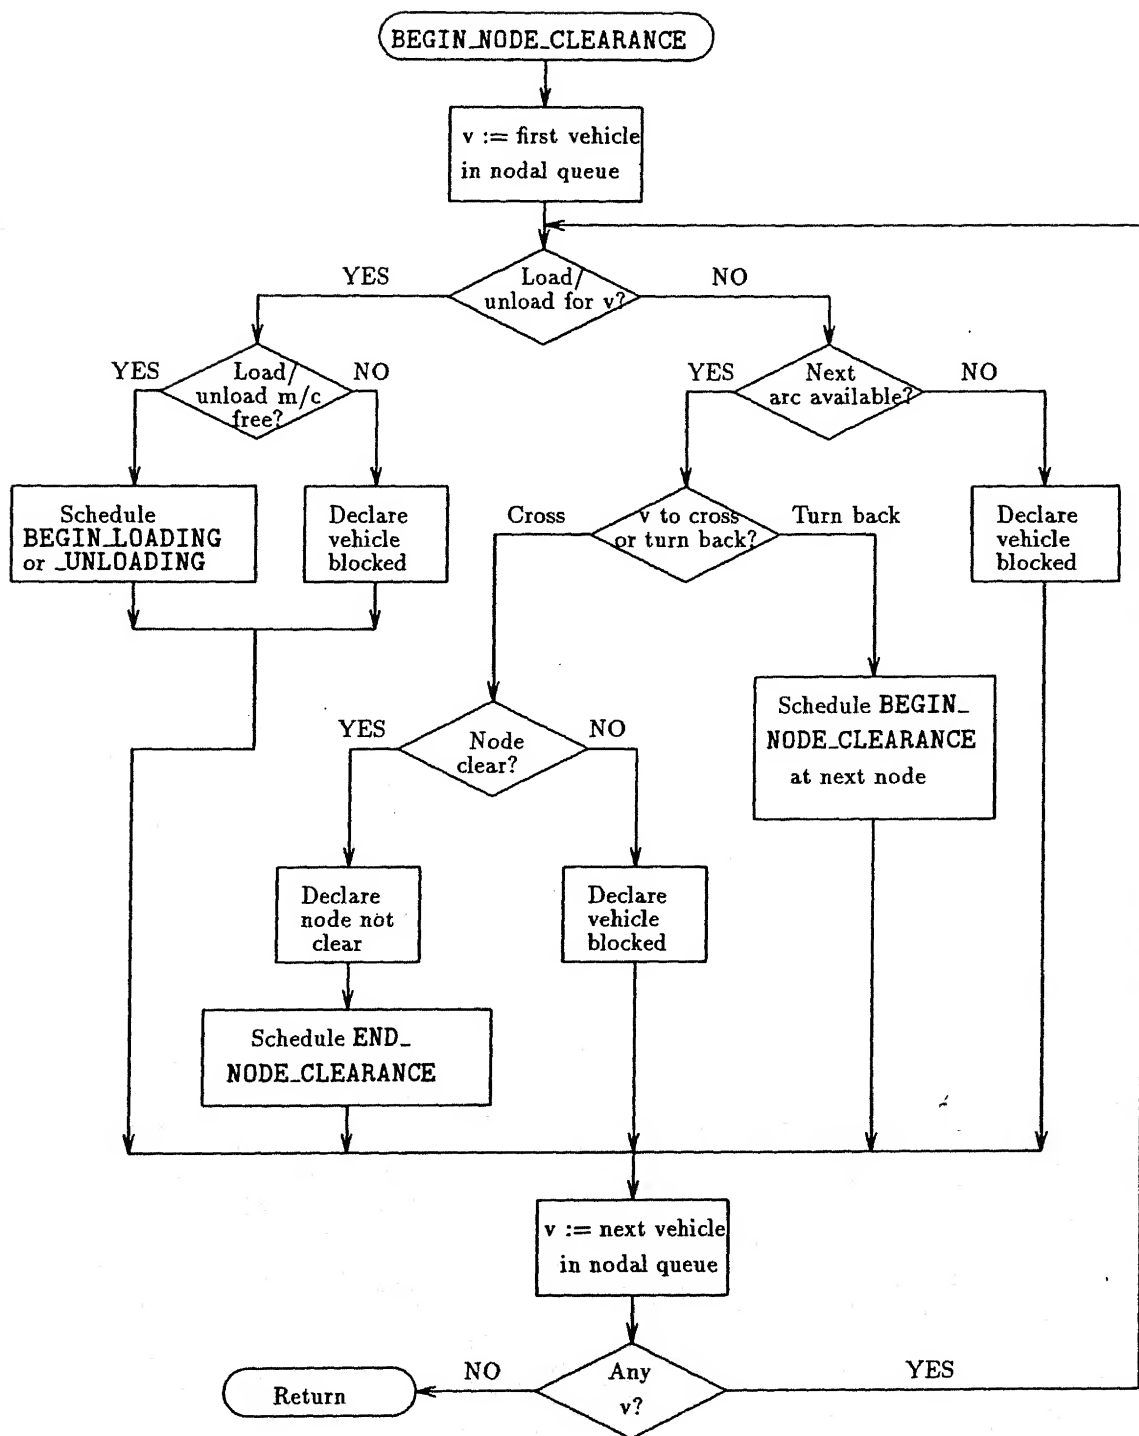 BEGIN_NODE_CLEARANCE
v := first vehicle
in nodal queue
YES
Load/
unload for v?
NO
YES
Load/
unload m/c
free?
NO
YES
Next
arc available?
NO
Schedule
BEGIN_LOADING
or _UNLOADING
Declare
vehicle
blocked
Cross
v to cross
or turn back?
Turn back
Declare
vehicle
blocked
YES
Node
clear?
NO
Schedule BEGIN_
NODE_CLEARANCE
at next node
Declare
node not
clear
Declare
vehicle
blocked
Schedule END_
NODE_CLEARANCE
v := next vehicle
in nodal queue
Return
NO
Any
v?
YES